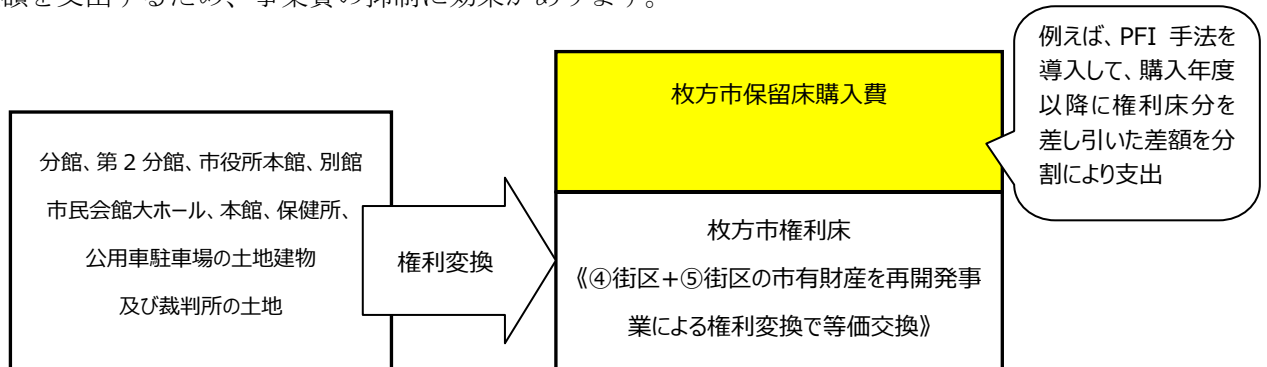 額を支出するため、事業費の抑制に効果があります。
例えば、PFI 手法を
導入して、購入年度
以降に権利床分を
差し引いた差額を分
割により支出
枚方市保留床購入費
分館、第2分館、市役所本館、別館
市民会館大ホール、本館、保健所、
公用車駐車場の土地建物
及び裁判所の土地
権利変換
枚方市権利床
《④街区+⑤街区の市有財産を再開発事
業による権利変換で等価交換》